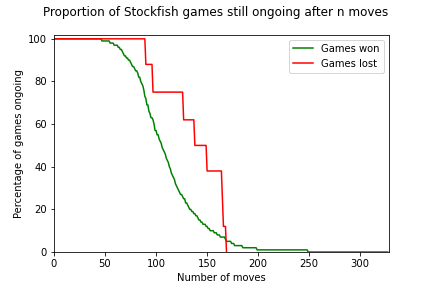 Proportion of Stockfish games still ongoing after n moves
100
80
60
40
20
0
Percentage of games ongoing
Games won
Games lost
0 50 100 150 200 250 300
Number of moves